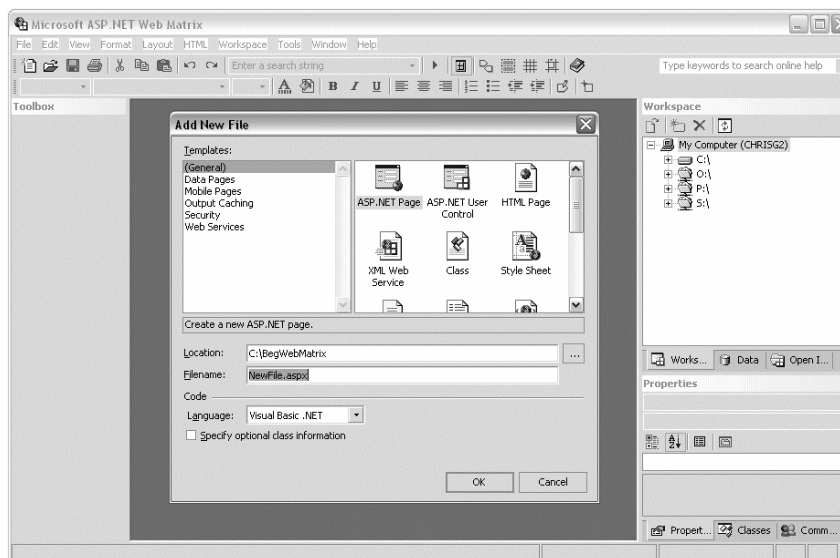 Microsoft ASP.NET Web Matrix
File Edit View Format Layout HTML Workspace Tools Window Help
Enter a search string
Type keywords to search online help
B I U
Toolbox
Workspace
My Computer (CHRISG2)
C:\
O:\
P:\
S:\
Works... Data Open I...
Properties
Propert... Classes Comm...
Add New File
Templates:
(General)
Data Pages
Mobile Pages
Output Caching
Security
Web Services
ASP.NET Page
ASP.NET User Control
HTML Page
XML Web Service
Class
Style Sheet
Create a new ASP.NET page.
Location: C:\BegWebMatrix ...
Filename: NewFile.aspx
Code
Language: Visual Basic .NET
Specify optional class information
OK Cancel